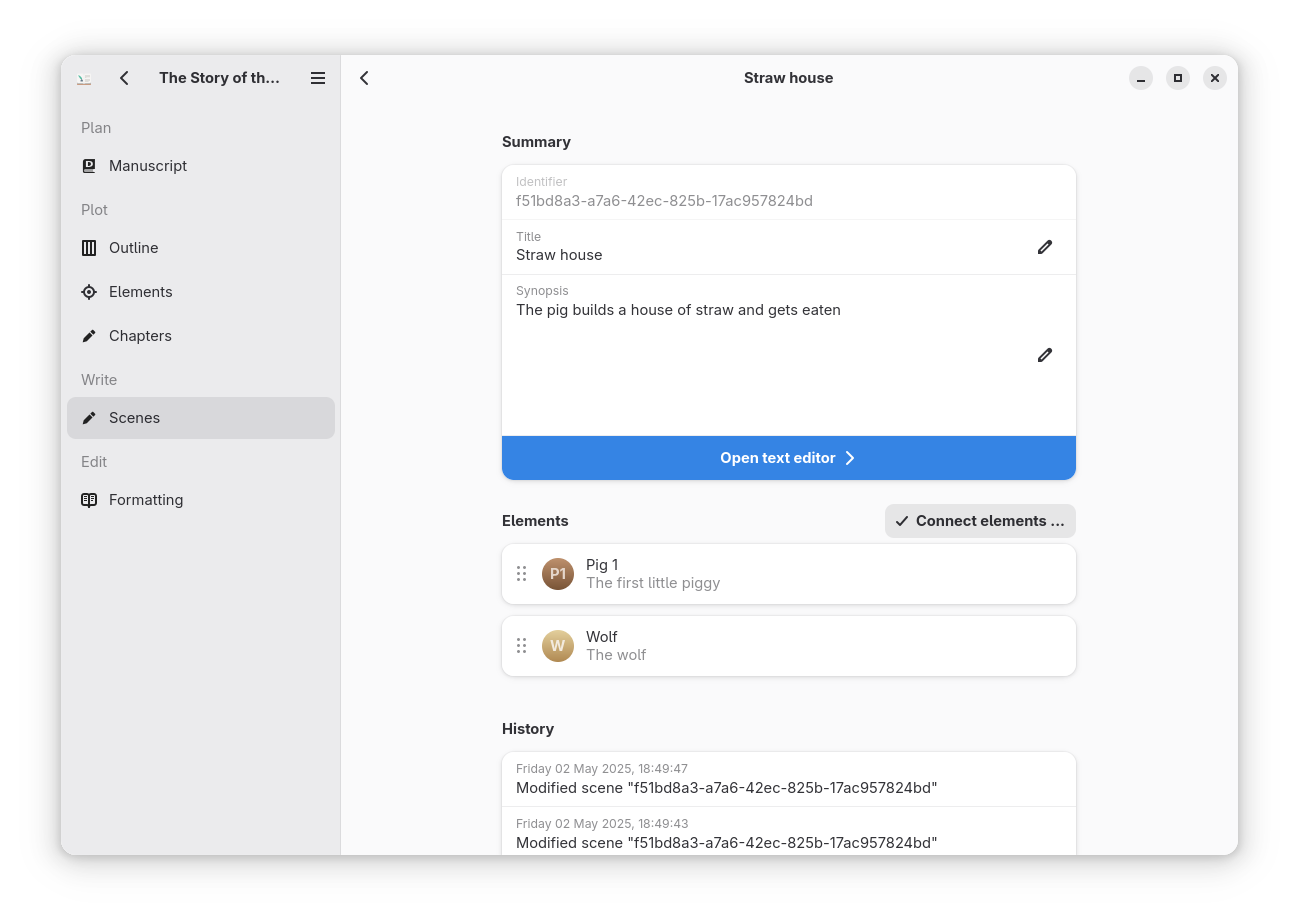 The Story of th...
Straw house
Plan
Manuscript
Plot
Outline
Elements
Chapters
Write
Scenes
Edit
Formatting
Summary
Identifier
f51bd8a3-a7a6-42ec-825b-17ac957824bd
Title
Straw house
Synopsis
The pig builds a house of straw and gets eaten
Open text editor
Elements
Connect elements ...
P1
Pig 1
The first little piggy
W
Wolf
The wolf
History
Friday 02 May 2025, 18:49:47
Modified scene "f51bd8a3-a7a6-42ec-825b-17ac957824bd"
Friday 02 May 2025, 18:49:43
Modified scene "f51bd8a3-a7a6-42ec-825b-17ac957824bd"